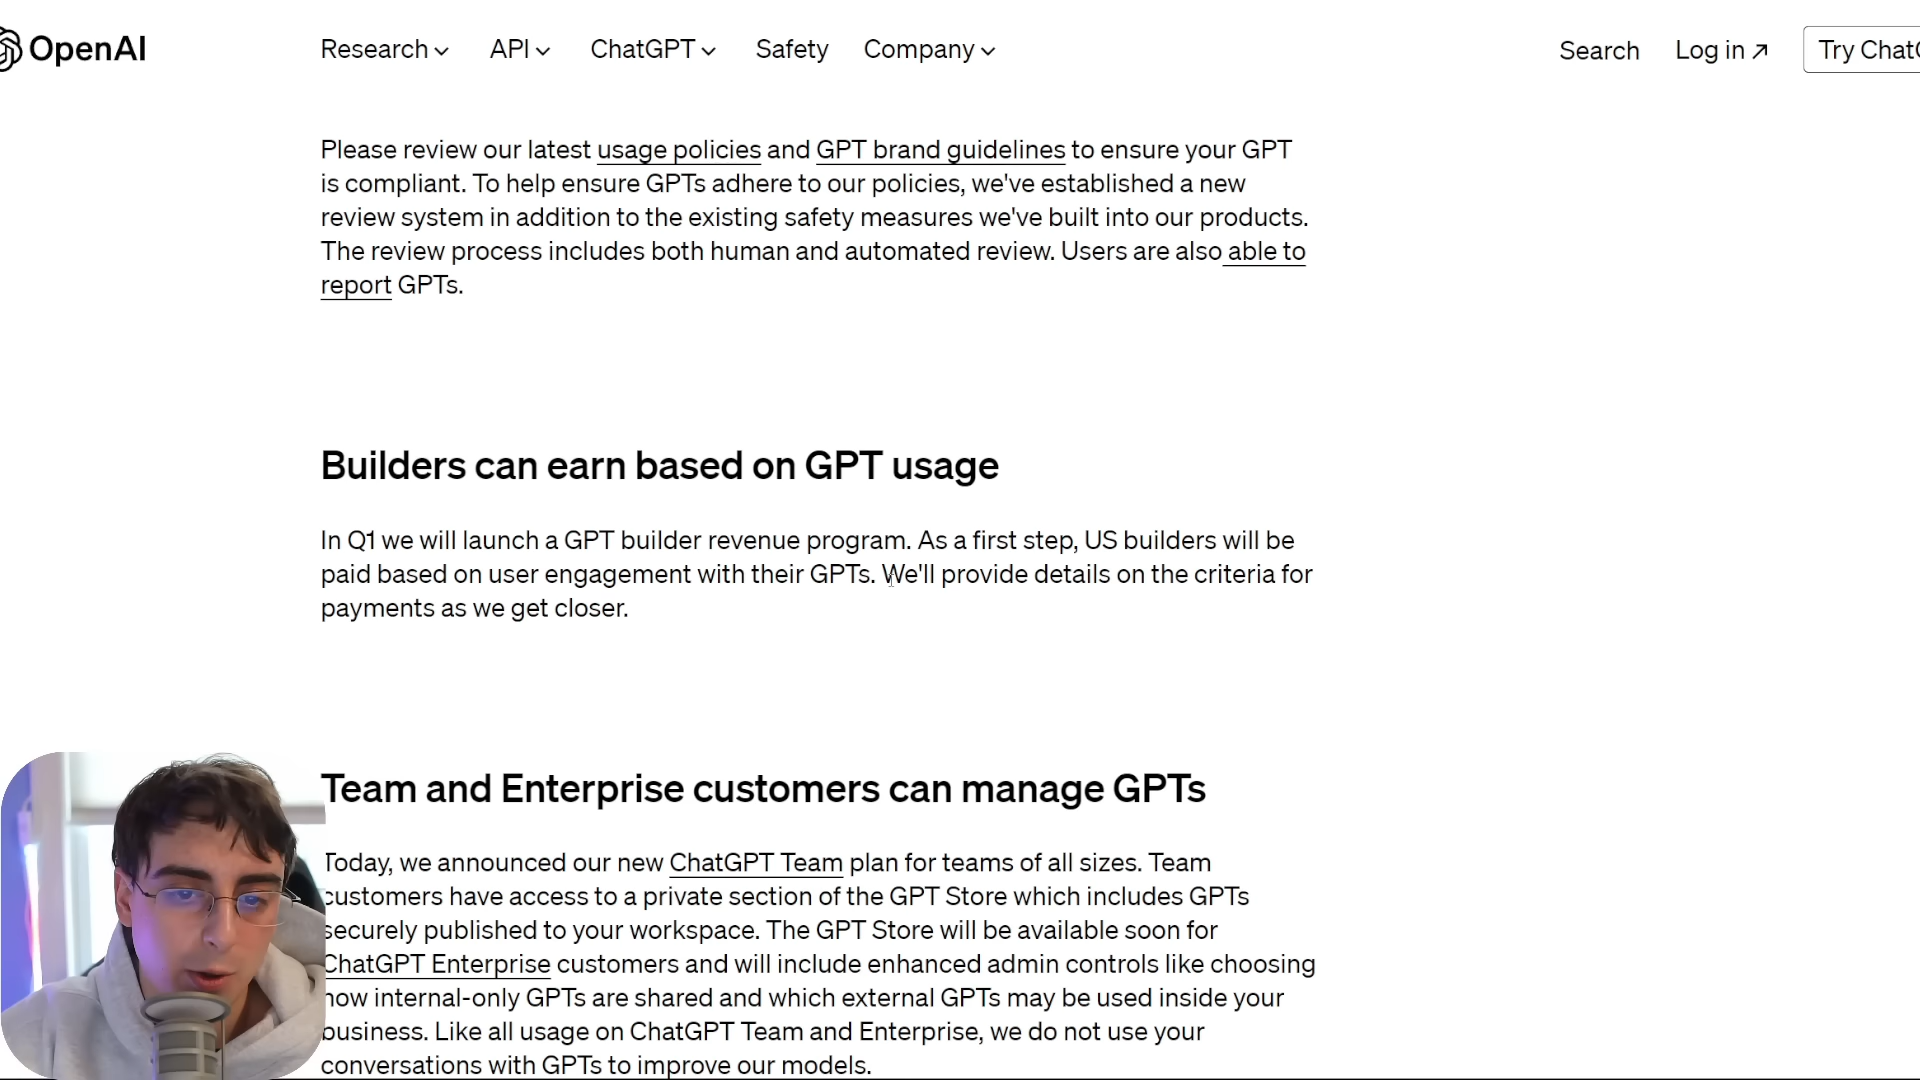 OpenAI
Research API ChatGPT Safety Company Search Log in Try Chat
Please review our latest usage policies and GPT brand guidelines to ensure your GPT
is compliant. To help ensure GPTs adhere to our policies, we've established a new
review system in addition to the existing safety measures we've built into our products.
The review process includes both human and automated review. Users are also able to
report GPTs.
Builders can earn based on GPT usage
In Q1 we will launch a GPT builder revenue program. As a first step, US builders will be
paid based on user engagement with their GPTs. We'll provide details on the criteria for
payments as we get closer.
Team and Enterprise customers can manage GPTs
Today, we announced our new ChatGPT Team plan for teams of all sizes. Team
customers have access to a private section of the GPT Store which includes GPTs
securely published to your workspace. The GPT Store will be available soon for
ChatGPT Enterprise customers and will include enhanced admin controls like choosing
how internal-only GPTs are shared and which external GPTs may be used inside your
business. Like all usage on ChatGPT Team and Enterprise, we do not use your
conversations with GPTs to improve our models.